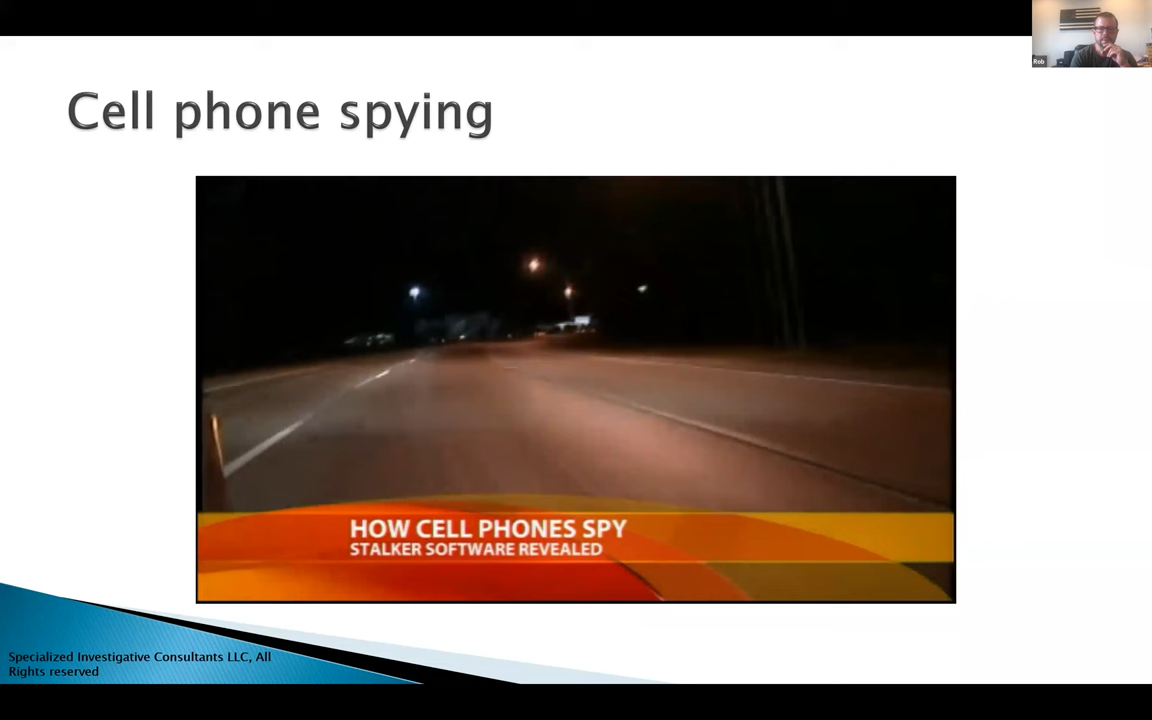 Rob
Cell phone spying
HOW CELL PHONES SPY
STALKER SOFTWARE REVEALED
Specialized Investigative Consultants LLC, All
Rights reserved